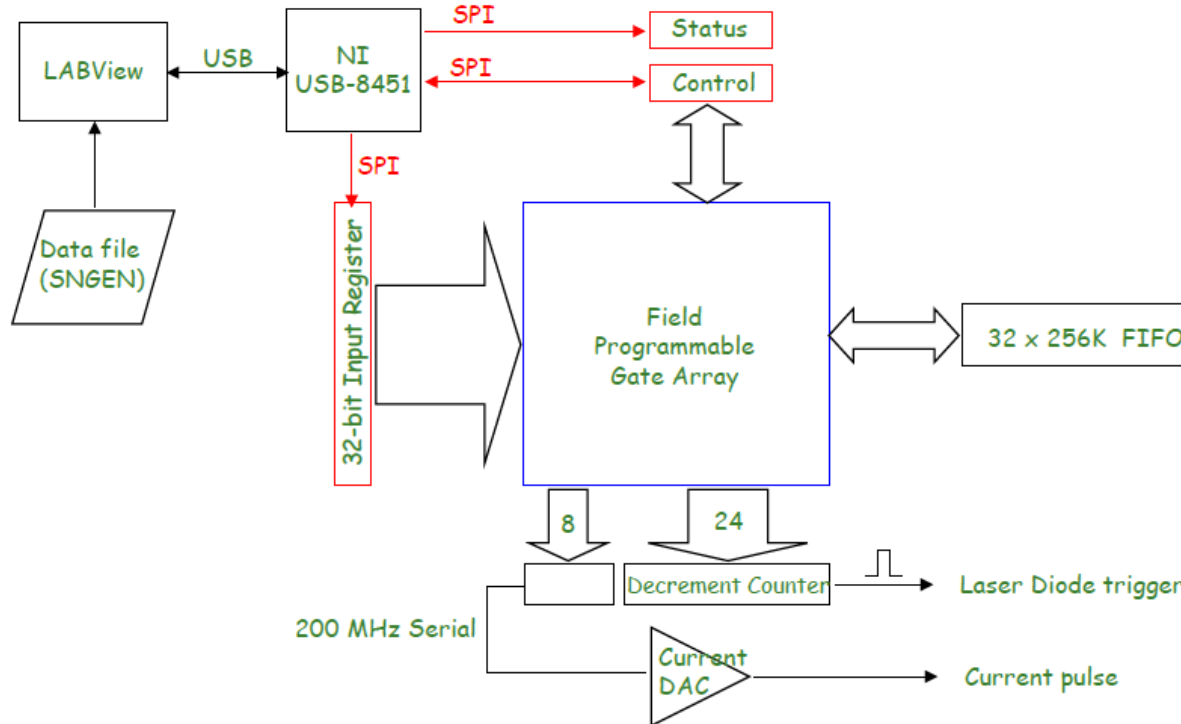 SPI
Status
LABView
USB
NI
USB-8451
SPI
Control
SPI
Data file
(SNGEN)
32-bit Input Register
Field
Programmable
Gate Array
32 x 256K FIFO
8
24
Decrement Counter
Laser Diode trigger
200 MHz Serial
Current
DAC
Current pulse